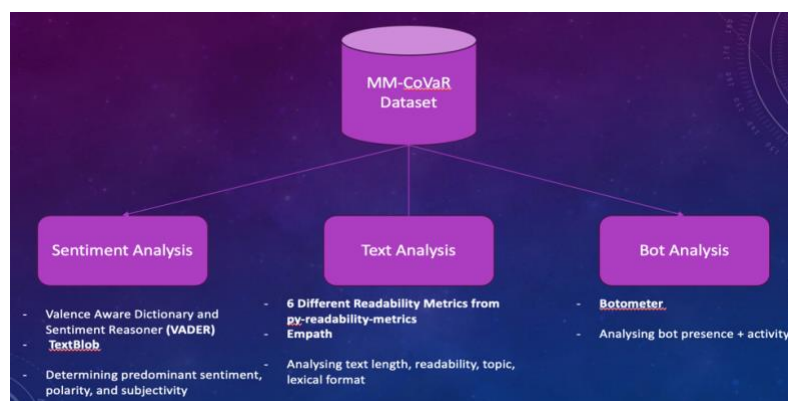 MM-CoVaR
Dataset
Sentiment Analysis
Text Analysis
Bot Analysis
- Valence Aware Dictionary and
Sentiment Reasoner (VADER)
- TextBlob
- Determining predominant sentiment,
polarity, and subjectivity
- 6 Different Readability Metrics from
py-readability-metrics
- Empath
- Analysing text length, readability, topic,
lexical format
- Botometer
- Analysing bot presence + activity